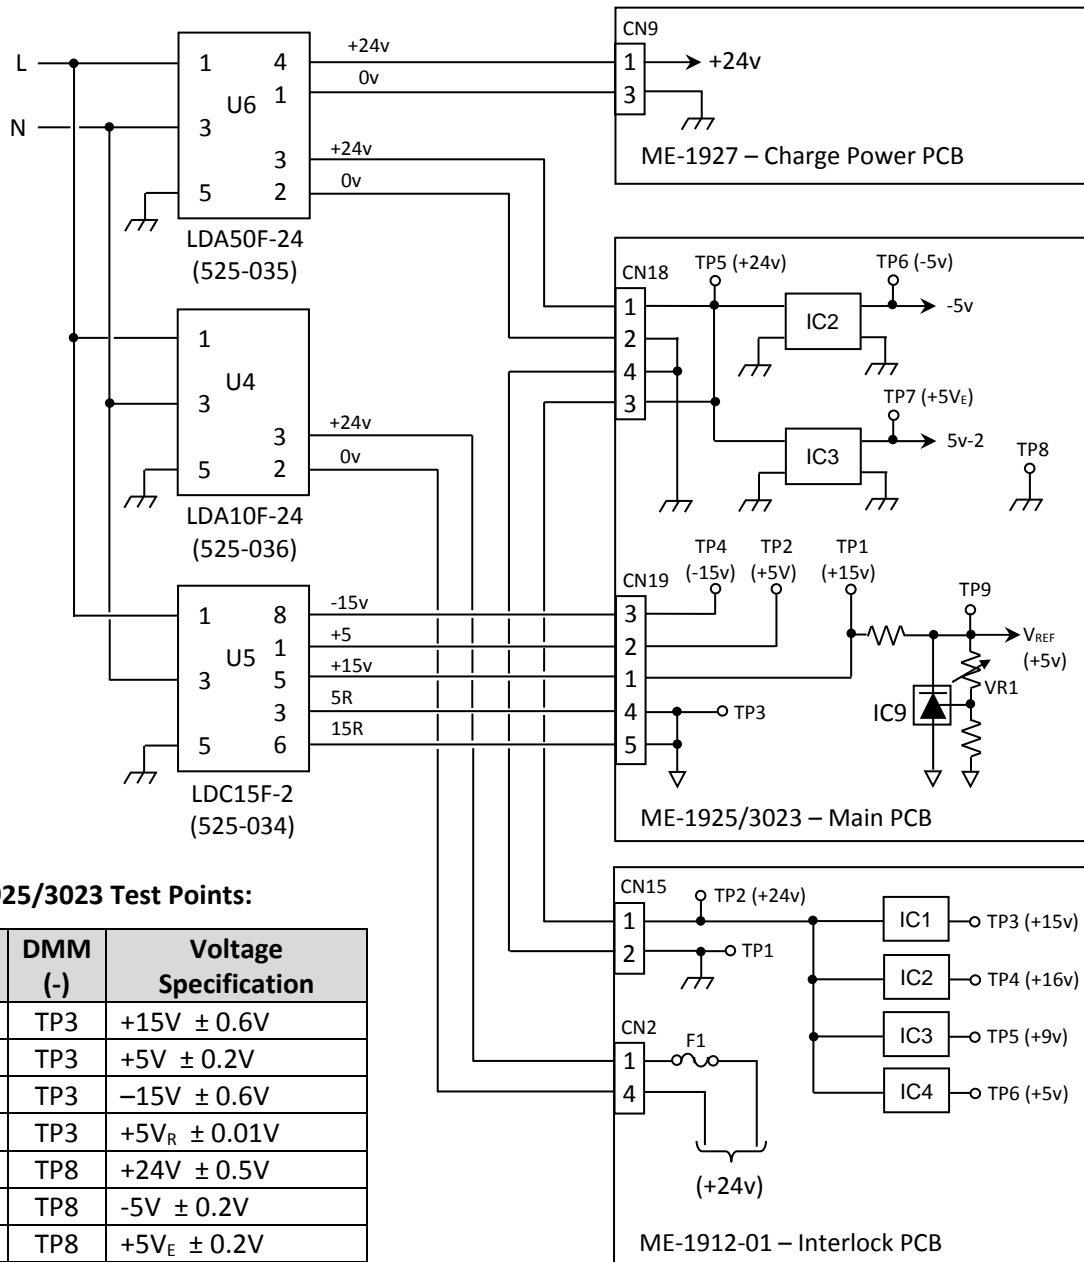 L
N
1
3
5
U6
4
1
3
2
LDA50F-24
(525-035)
+24v
0v
+24v
0v
CN9
1
3
+24v
ME-1927 – Charge Power PCB
1
3
5
U4
3
2
LDA10F-24
(525-036)
+24v
0v
CN18
1
2
4
3
TP5 (+24v)
TP6 (-5v)
IC2
-5v
TP7 (+5VE)
IC3
5v-2
TP8
1
3
5
U5
8
1
5
3
6
LDC15F-2
(525-034)
-15v
+5
+15v
5R
15R
CN19
3
2
1
4
5
TP4
(-15v)
TP2
(+5V)
TP1
(+15v)
TP9
VREF
(+5v)
VR1
IC9
TP3
ME-1925/3023 – Main PCB
25/3023 Test Points:
DMM
(-)
Voltage
Specification
TP3 +15V ± 0.6V
TP3 +5V ± 0.2V
TP3 –15V ± 0.6V
TP3 +5VR ± 0.01V
TP8 +24V ± 0.5V
TP8 -5V ± 0.2V
TP8 +5VE ± 0.2V
CN15
1
2
TP2 (+24v)
TP1
IC1
TP3 (+15v)
IC2
TP4 (+16v)
IC3
TP5 (+9v)
IC4
TP6 (+5v)
CN2
1
4
F1
(+24v)
ME-1912-01 – Interlock PCB